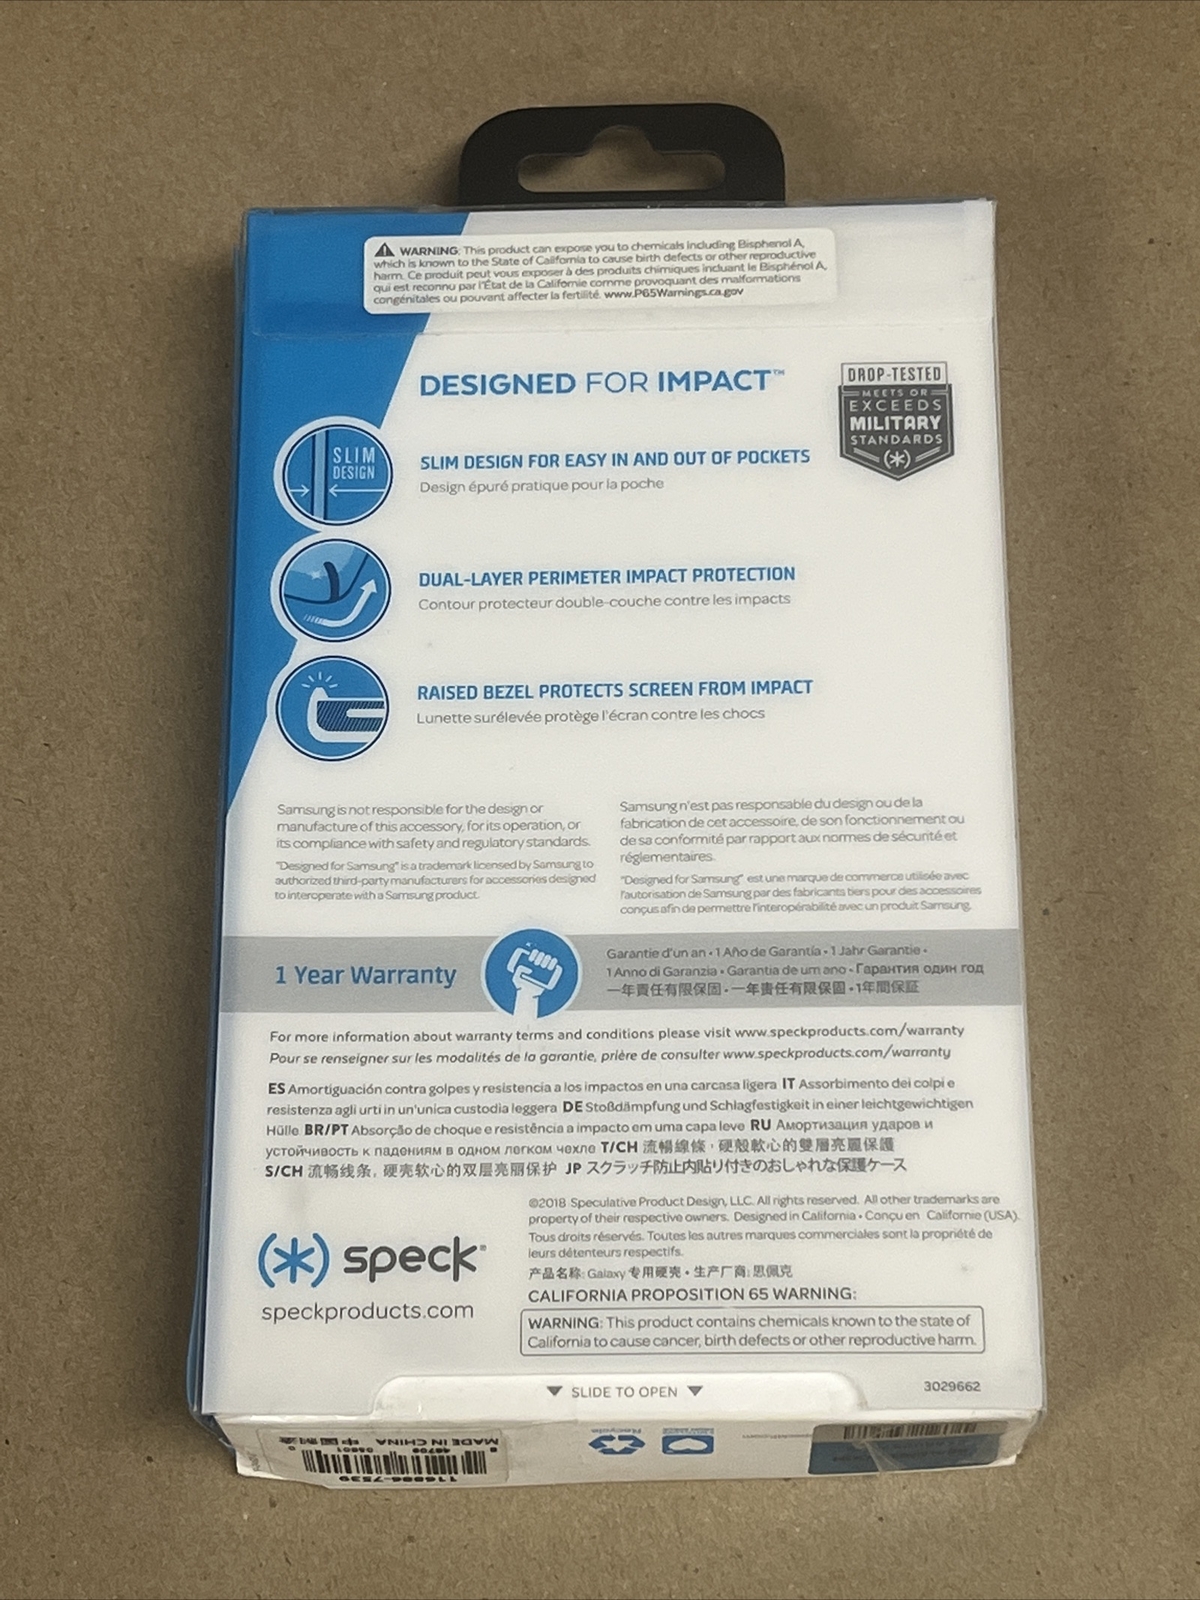 WARNING: This product can expose you to chemicals including Bisphenol A,
which is known to the State of California to cause birth defects or other reproductive
harm. Ce produit peut vous exposer à des produits chimiques incluant le Bisphénol A,
qui est reconnu par l'État de la Californie comme provoquant des malformations
congénitales ou pouvant affecter la fertilité. www.P65Warnings.ca.gov
DESIGNED FOR IMPACT™
DROP-TESTED
MEETS OR
EXCEEDS
MILITARY
STANDARDS
SLIM
DESIGN
SLIM DESIGN FOR EASY IN AND OUT OF POCKETS
Design épuré pratique pour la poche
DUAL-LAYER PERIMETER IMPACT PROTECTION
Contour protecteur double-couche contre les impacts
RAISED BEZEL PROTECTS SCREEN FROM IMPACT
Lunette surélevée protège l'écran contre les chocs
Samsung is not responsible for the design or
manufacture of this accessory, for its operation, or
its compliance with safety and regulatory standards.
"Designed for Samsung" is a trademark licensed by Samsung to
authorized third-party manufacturers for accessories designed
to interoperate with a Samsung product.
Samsung n'est pas responsable du design ou de la
fabrication de cet accessoire, de son fonctionnement ou
de sa conformité par rapport aux normes de sécurité et
réglementaires.
"Designed for Samsung" est une marque de commerce utilisée avec
l'autorisation de Samsung par des fabricants tiers pour des accessoires
conçus afin de permettre l'interopérabilité avec un produit Samsung.
1 Year Warranty
Garantie d'un an • 1 Año de Garantía • 1 Jahr Garantie •
1 Anno di Garanzia • Garantia de um ano • Гарантия один год
一年責任有限保固 • 一年责任有限保固 • 1年間保証
For more information about warranty terms and conditions please visit www.speckproducts.com/warranty
Pour se renseigner sur les modalités de la garantie, prière de consulter www.speckproducts.com/warranty
ES Amortiguación contra golpes y resistencia a los impactos en una carcasa ligera IT Assorbimento dei colpi e
resistenza agli urti in un'unica custodia leggera DE Stoßdämpfung und Schlagfestigkeit in einer leichtgewichtigen
Hülle BR/PT Absorção de choque e resistência a impacto em uma capa leve RU Амортизация ударов и
устойчивость к падениям в одном легком чехле T/CH 流暢線條，硬殼軟心的雙層亮麗保護
S/CH 流畅线条，硬壳软心的双层亮丽保护 JP スクラッチ防止内貼り付きのおしゃれな保護ケース
©2018 Speculative Product Design, LLC. All rights reserved. All other trademarks are
property of their respective owners. Designed in California • Conçu en Californie (USA).
Tous droits réservés. Toutes les autres marques commerciales sont la propriété de
leurs détenteurs respectifs.
产品名称: Galaxy 专用硬壳 • 生产厂商: 思佩克
speck®
speckproducts.com
CALIFORNIA PROPOSITION 65 WARNING:
WARNING: This product contains chemicals known to the state of
California to cause cancer, birth defects or other reproductive harm.
SLIDE TO OPEN
3029662
MADE IN CHINA
116886-7539
Recycle